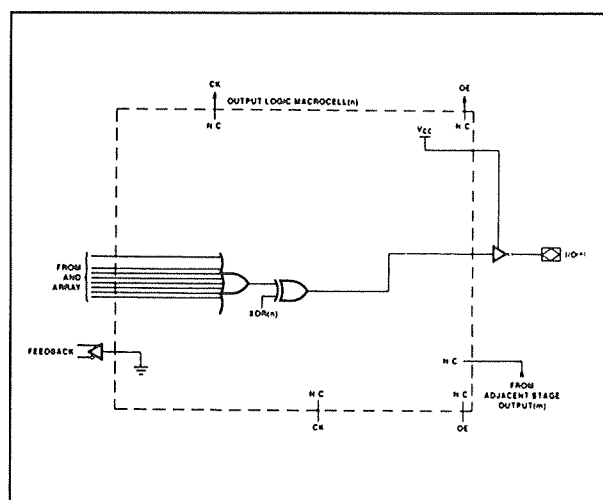 CK
OE
OUTPUT LOGIC MACROCELL(n)
N C
N C
VCC
FROM
AND
ARRAY
XOR(n)
FEEDBACK
N C
FROM
ADJACENT STAGE
OUTPUT(m)
N C
N C
CK
OE